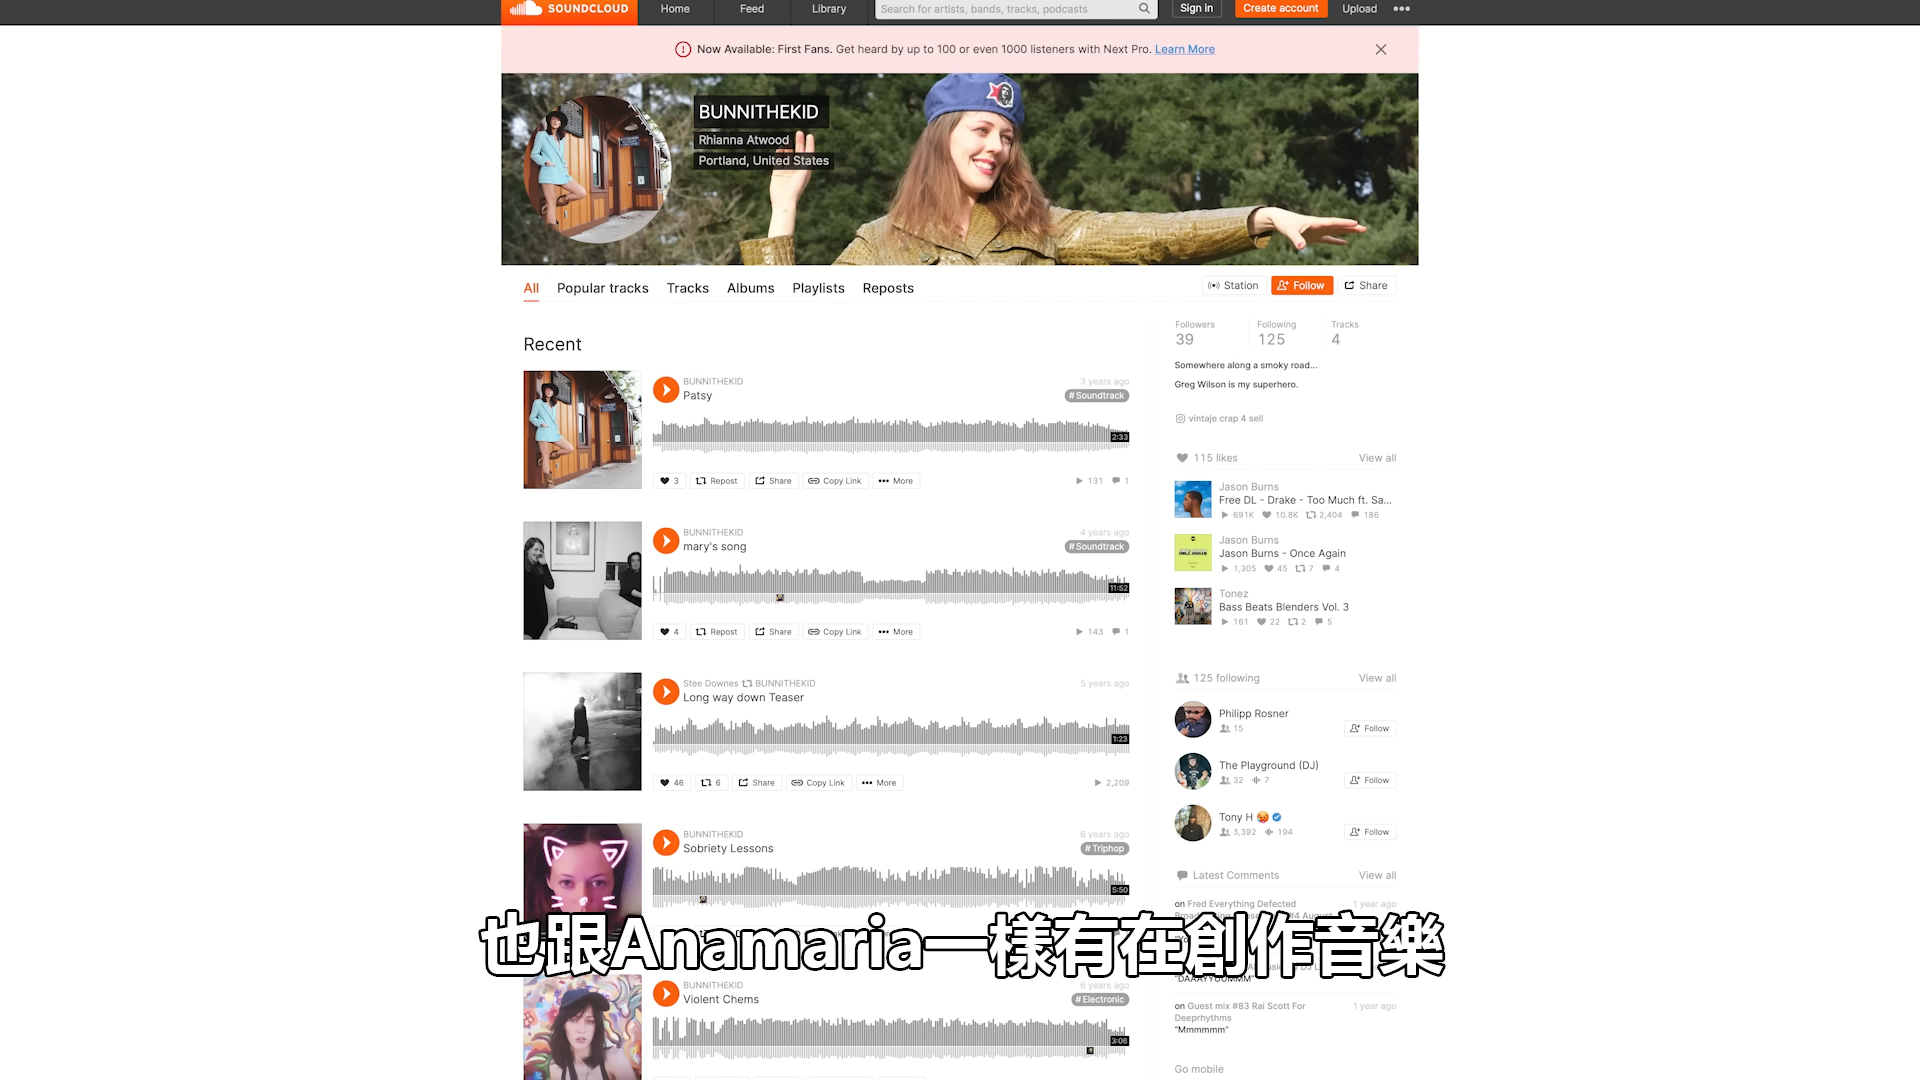 SOUNDCLOUD
Home
Feed
Library
Search for artists, bands, tracks, podcasts
Sign in
Create account
Upload
Now Available: First Fans. Get heard by up to 100 or even 1000 listeners with Next Pro. Learn More
BUNNITHEKID
Rhianna Atwood
Portland, United States
All
Popular tracks
Tracks
Albums
Playlists
Reposts
Station
Follow
Share
Recent
BUNNITHEKID
3 years ago
Patsy
# Soundtrack
2:33
3
Repost
Share
Copy Link
More
131
1
BUNNITHEKID
4 years ago
mary's song
# Soundtrack
11:52
4
Repost
Share
Copy Link
More
143
1
Stee Downes BUNNITHEKID
5 years ago
Long way down Teaser
1:23
46
6
Share
Copy Link
More
2,209
BUNNITHEKID
6 years ago
Sobriety Lessons
# Triphop
5:50
BUNNITHEKID
6 years ago
Violent Chems
# Electronic
3:06
Followers
39
Following
125
Tracks
4
Somewhere along a smoky road...
Greg Wilson is my superhero.
vintaje crap 4 sell
115 likes
View all
Jason Burns
Free DL - Drake - Too Much ft. Sa...
691K 10.8K 2,404 186
Jason Burns
Jason Burns - Once Again
1,305 45 7 4
Tonez
Bass Beats Blenders Vol. 3
161 22 2 5
125 following
View all
Philipp Rosner
15
Follow
The Playground (DJ)
32 7
Follow
Tony H
3,392 194
Follow
Latest Comments
View all
on Fred Everything Defected
1 year ago
on Guest mix #83 Rai Scott For
Deeprhythms
1 year ago
"Mmmmmm"
Go mobile
也跟Anamaria一樣有在創作音樂